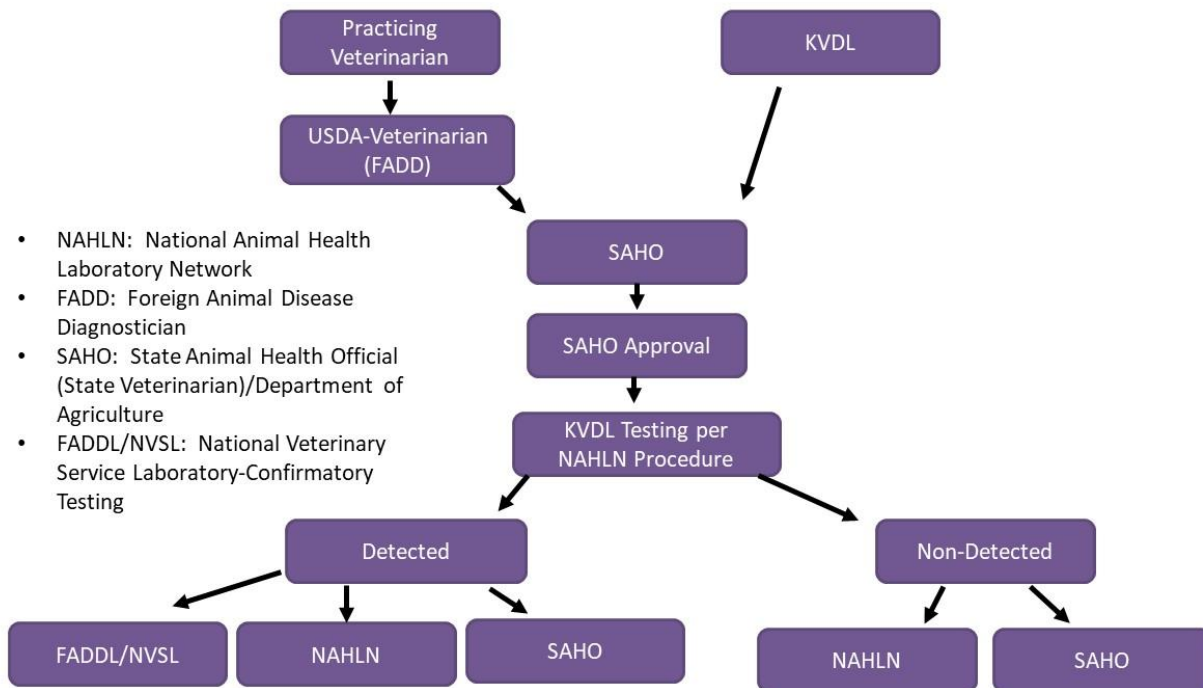 Practicing
Veterinarian
KVDL
USDA-Veterinarian
(FADD)
SAHO
• NAHLN: National Animal Health
Laboratory Network
• FADD: Foreign Animal Disease
Diagnostician
• SAHO: State Animal Health Official
(State Veterinarian)/Department of
Agriculture
• FADDL/NVSL: National Veterinary
Service Laboratory-Confirmatory
Testing
SAHO Approval
KVDL Testing per
NAHLN Procedure
Detected
Non-Detected
FADDL/NVSL
NAHLN
SAHO
NAHLN
SAHO